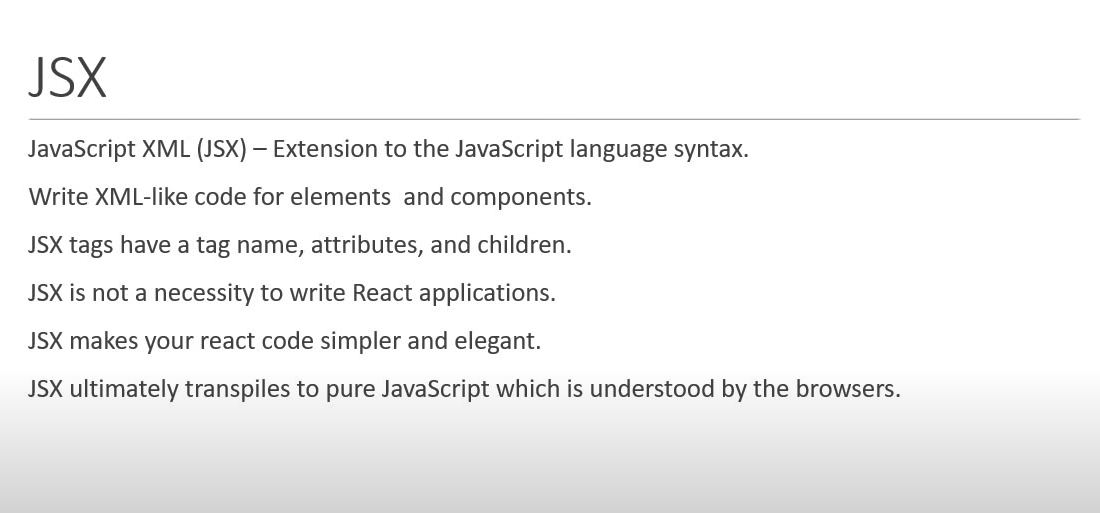 JSX
JavaScript XML (JSX) – Extension to the JavaScript language syntax.
Write XML-like code for elements  and components.
JSX tags have a tag name, attributes, and children.
JSX is not a necessity to write React applications.
JSX makes your react code simpler and elegant.
JSX ultimately transpiles to pure JavaScript which is understood by the browsers.